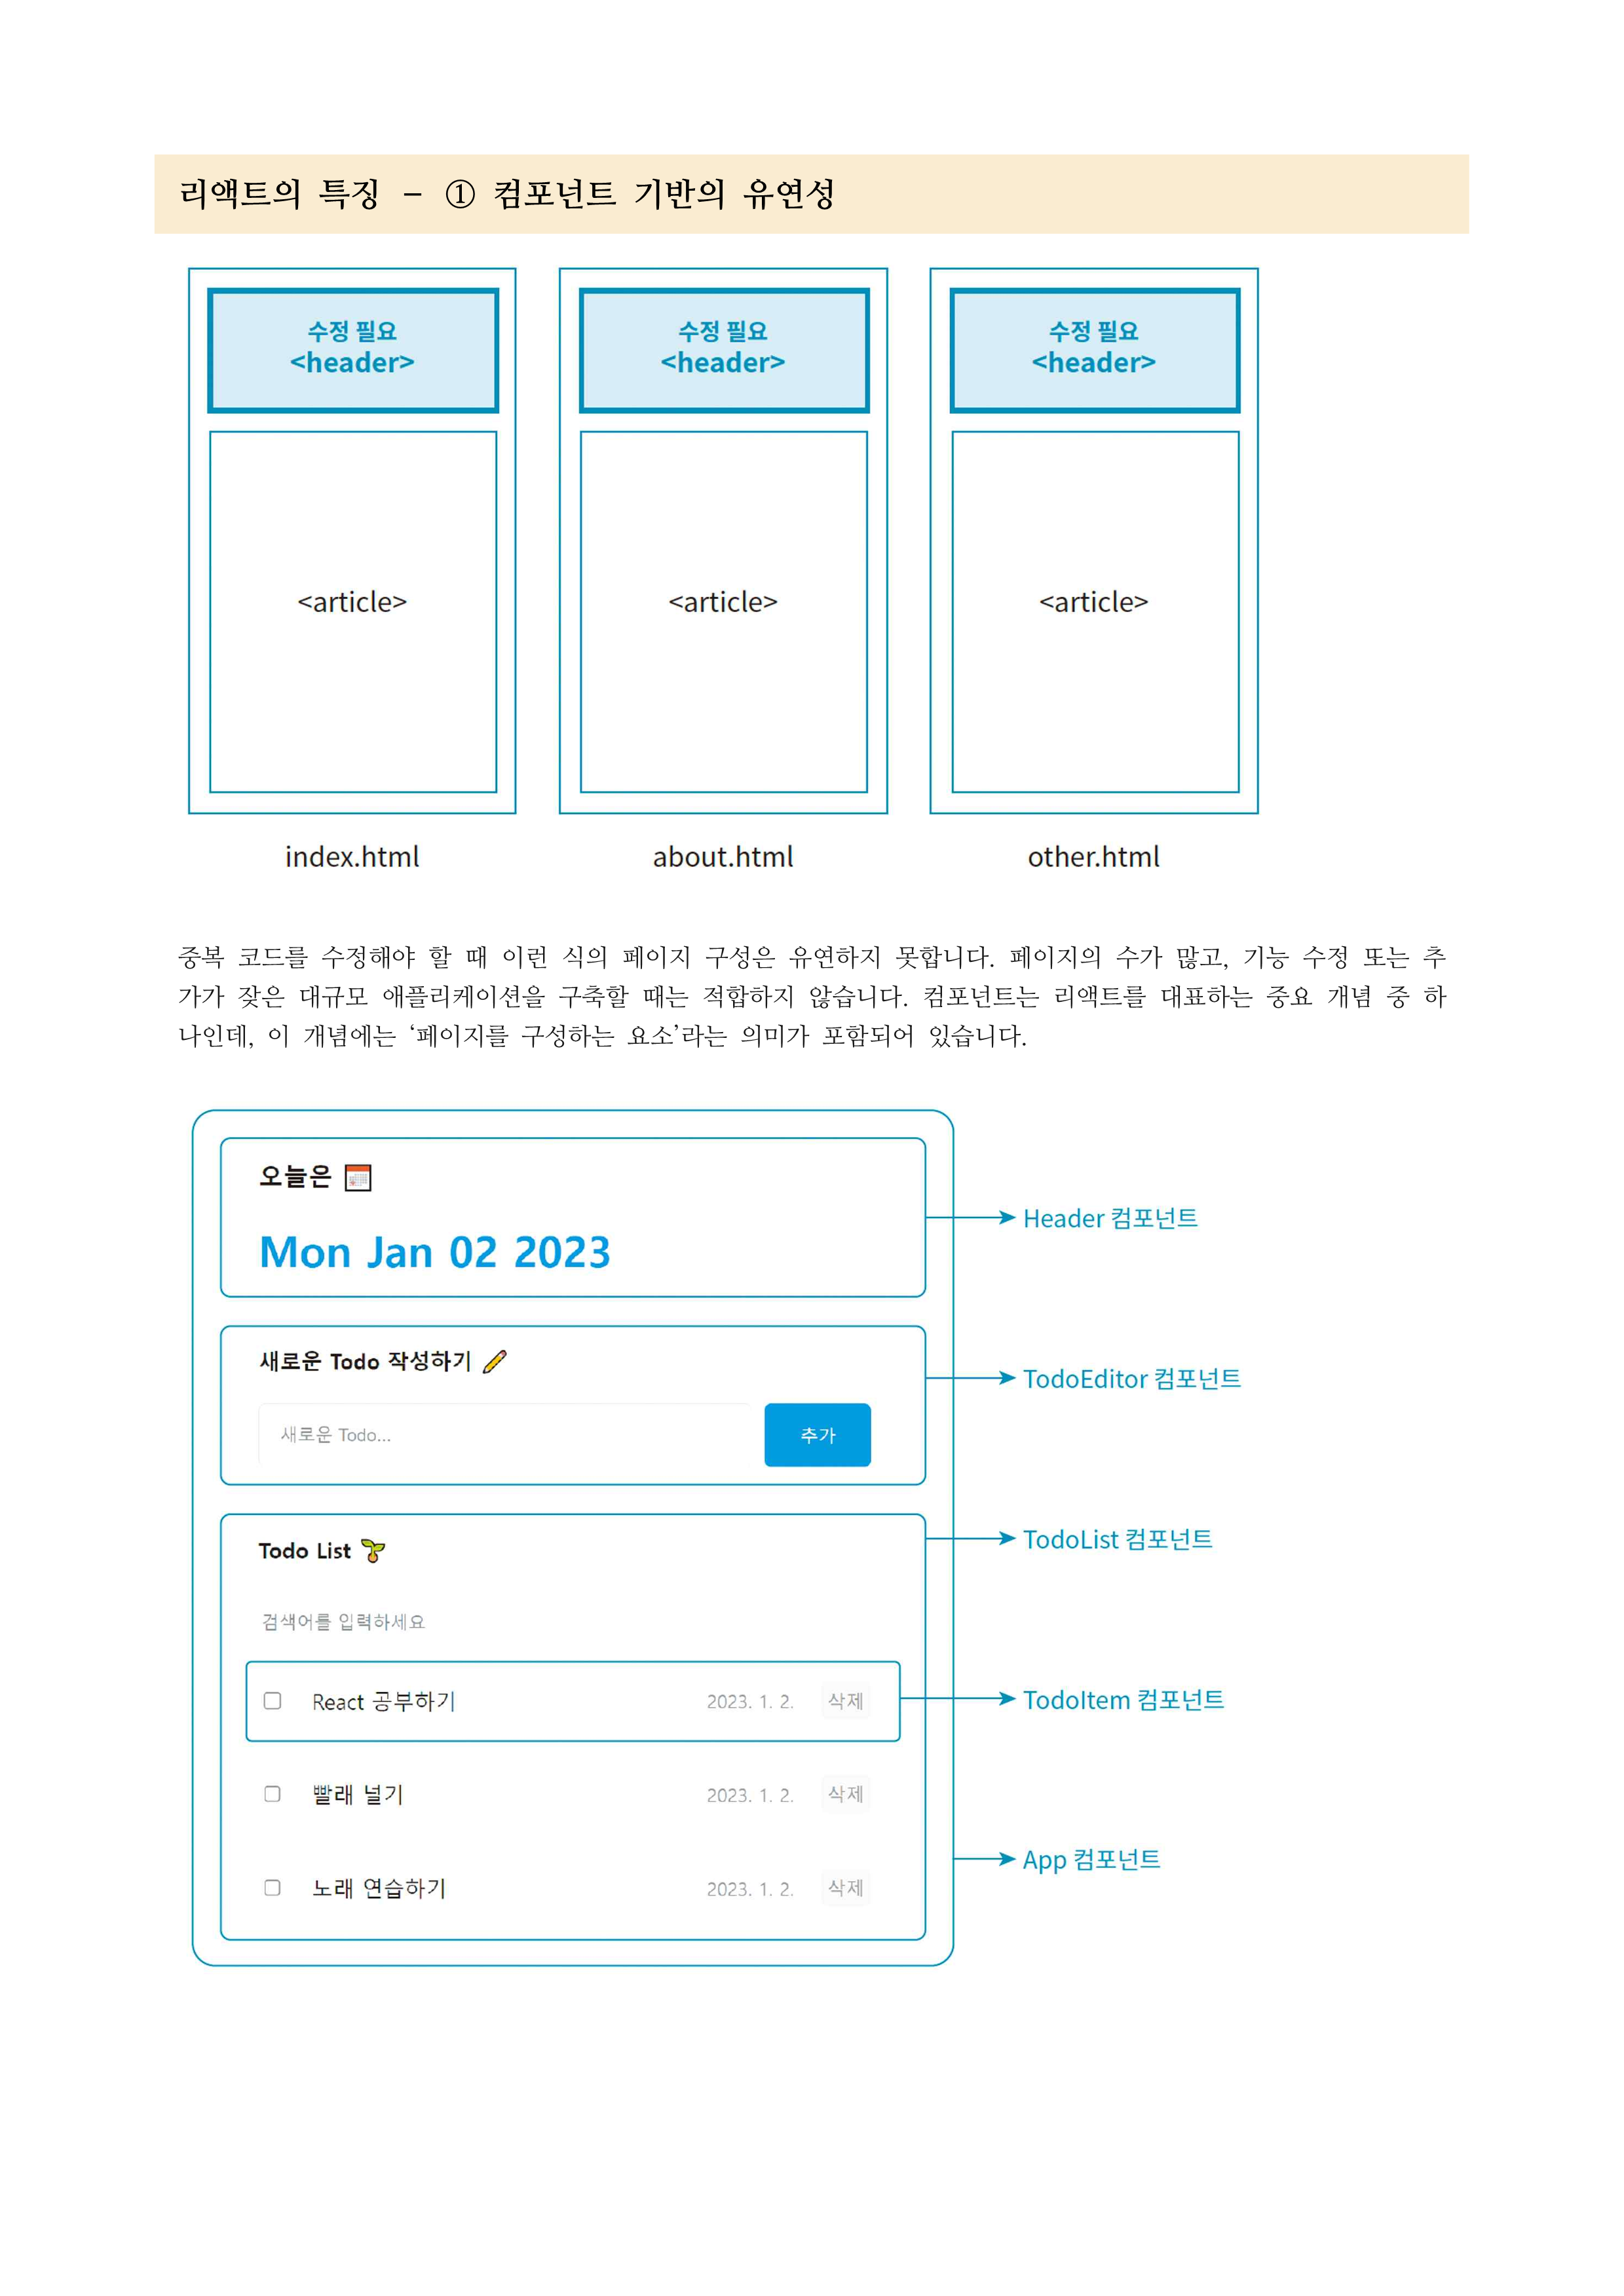 리액트의 특징 - ① 컴포넌트 기반의 유연성
수정 필요
<header>
수정 필요
<header>
수정 필요
<header>
<article>
<article>
<article>
index.html
about.html
other.html
중복 코드를 수정해야 할 때 이런 식의 페이지 구성은 유연하지 못합니다. 페이지의 수가 많고, 기능 수정 또는 추
가가 잦은 대규모 애플리케이션을 구축할 때는 적합하지 않습니다. 컴포넌트는 리액트를 대표하는 중요 개념 중 하
나인데, 이 개념에는 ‘페이지를 구성하는 요소’라는 의미가 포함되어 있습니다.
오늘은
Mon Jan 02 2023
Header 컴포넌트
새로운 Todo 작성하기
TodoEditor 컴포넌트
새로운 Todo... 추가
Todo List
TodoList 컴포넌트
검색어를 입력하세요
React 공부하기 2023. 1. 2. 삭제
TodoItem 컴포넌트
빨래 널기 2023. 1. 2. 삭제
App 컴포넌트
노래 연습하기 2023. 1. 2. 삭제